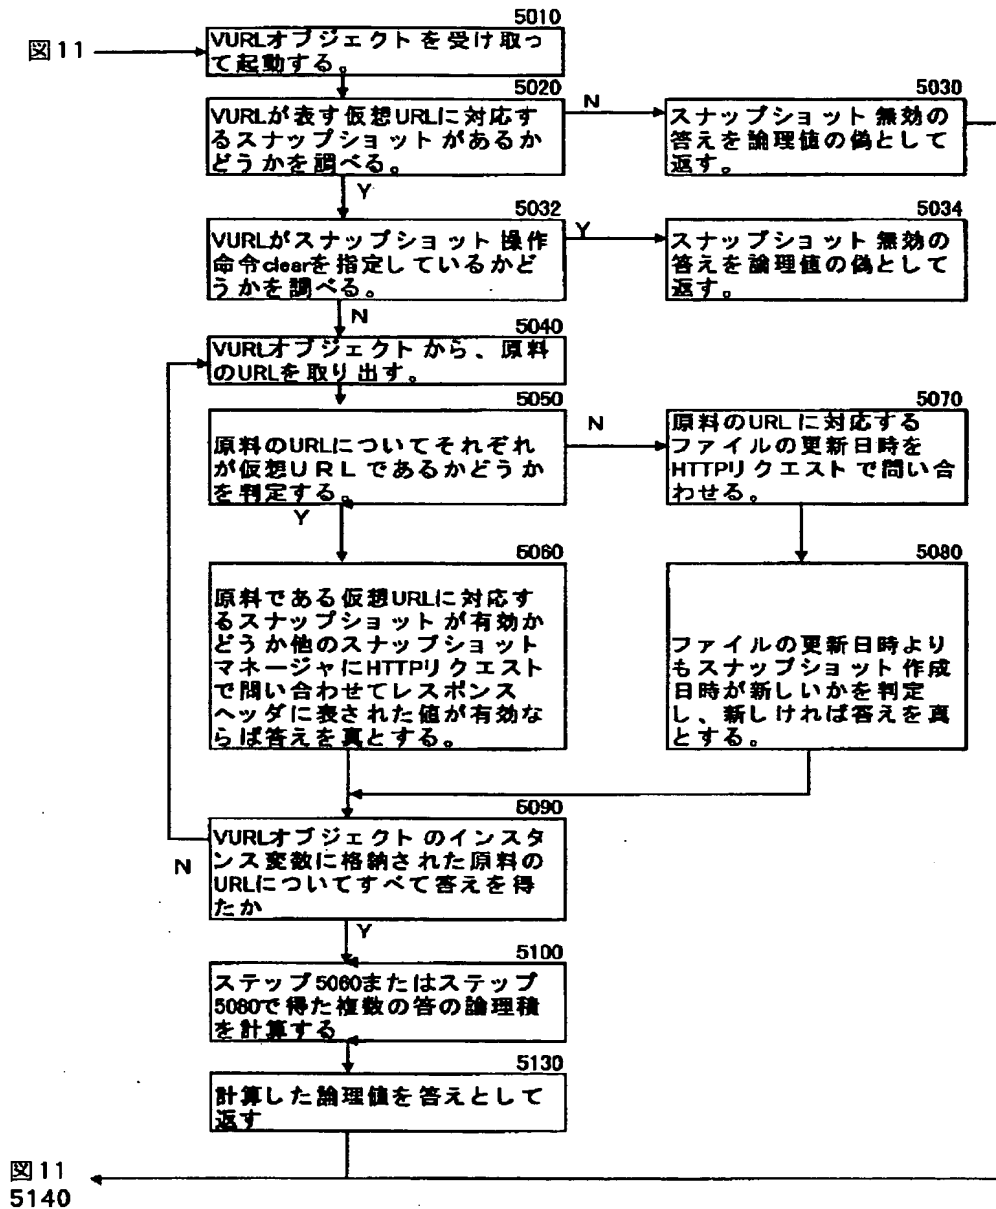 図11
5010
VURLオブジェクトを受け取っ
て起動する。
5020
VURLが表す仮想URLに対応す
るスナップショットがあるか
どうかを調べる。
N
5030
スナップショット無効の
答えを論理値の偽として
返す。
Y
5032
VURLがスナップショット操作
命令clearを指定しているかど
うかを調べる。
Y
5034
スナップショット無効の
答えを論理値の偽として
返す。
N
5040
VURLオブジェクトから、原料
のURLを取り出す。
5050
原料のURLについてそれぞれ
が仮想URLであるかどうか
を判定する。
N
5070
原料のURLに対応する
ファイルの更新日時を
HTTPリクエストで問い合
わせる。
Y
5060
原料である仮想URLに対応す
るスナップショットが有効か
どうか他のスナップショット
マネージャにHTTPリクエスト
で問い合わせてレスポンス
ヘッダに表された値が有効な
らば答えを真とする。
5080
ファイルの更新日時より
もスナップショット作成
日時が新しいかを判定
し、新しければ答えを真
とする。
5090
VURLオブジェクトのインスタ
ンス変数に格納された原料の
URLについてすべて答えを得
たか
N
Y
5100
ステップ5060またはステップ
5080で得た複数の答の論理積
を計算する
5130
計算した論理値を答えとして
返す
図11
5140